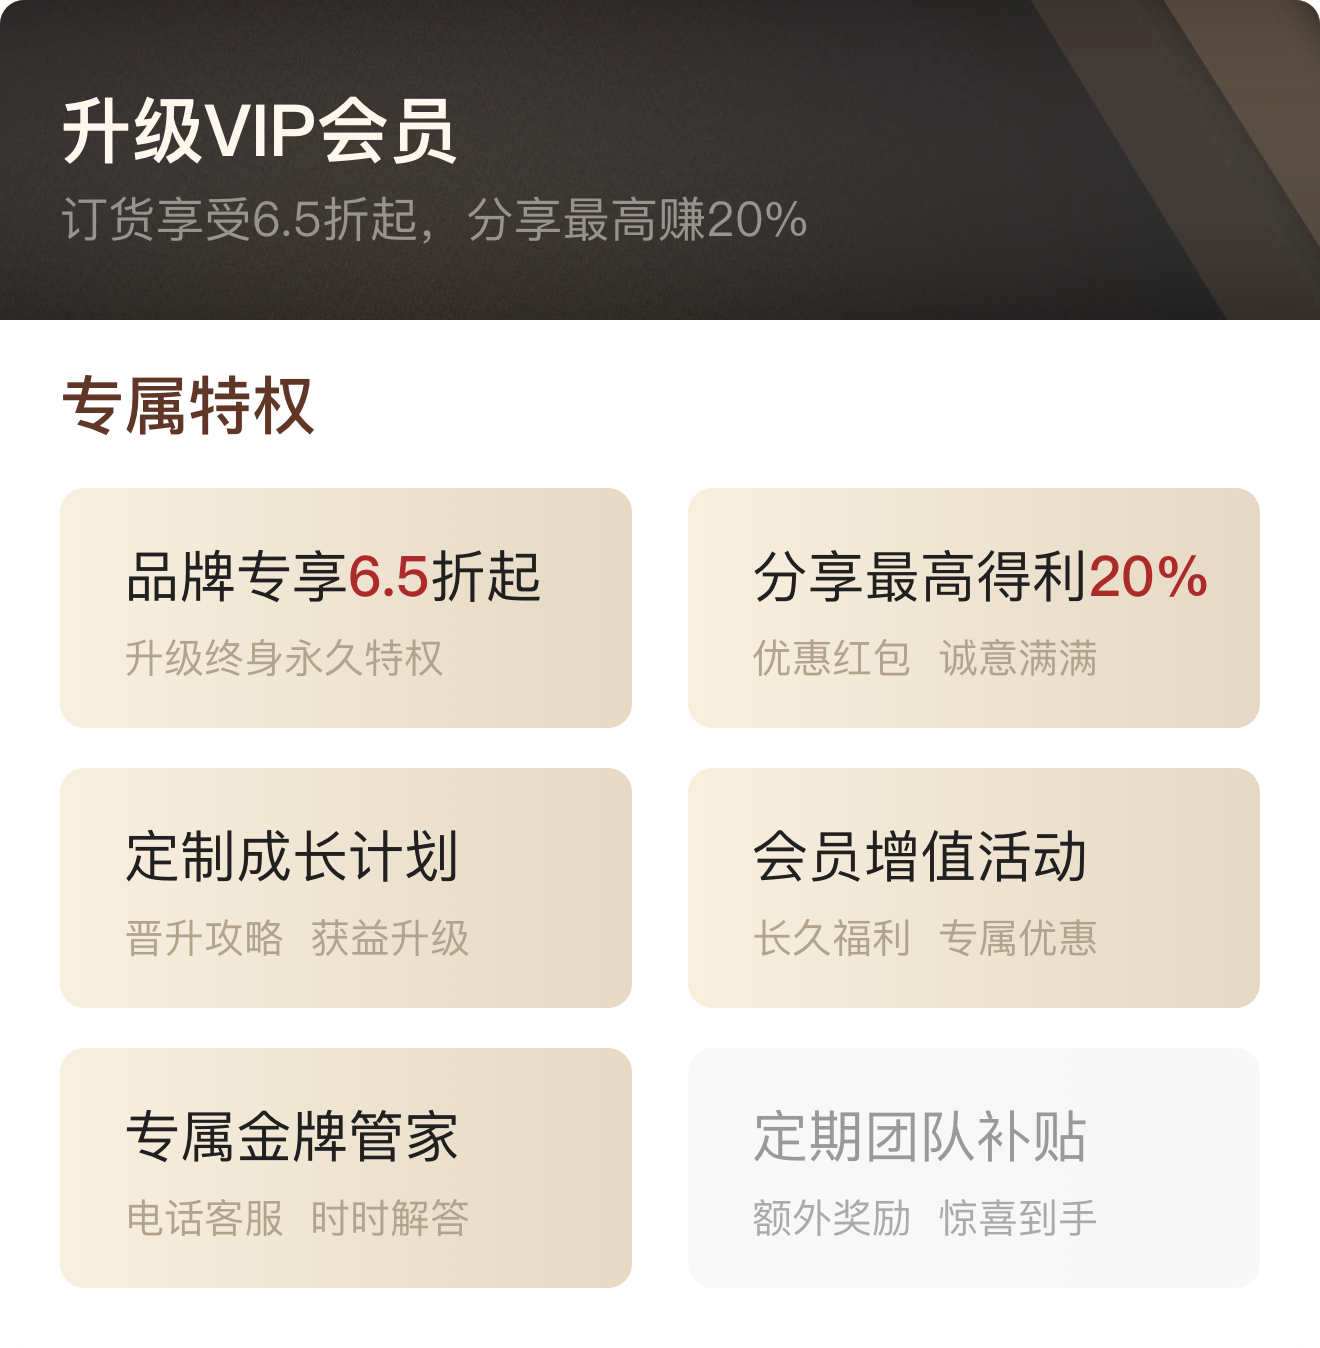 升级VIP会员
订货享受6.5折起，分享最高赚20%
专属特权
品牌专享6.5折起
升级终身永久特权
分享最高得利20%
优惠红包 诚意满满
定制成长计划
晋升攻略 获益升级
会员增值活动
长久福利 专属优惠
专属金牌管家
电话客服 时时解答
定期团队补贴
额外奖励 惊喜到手